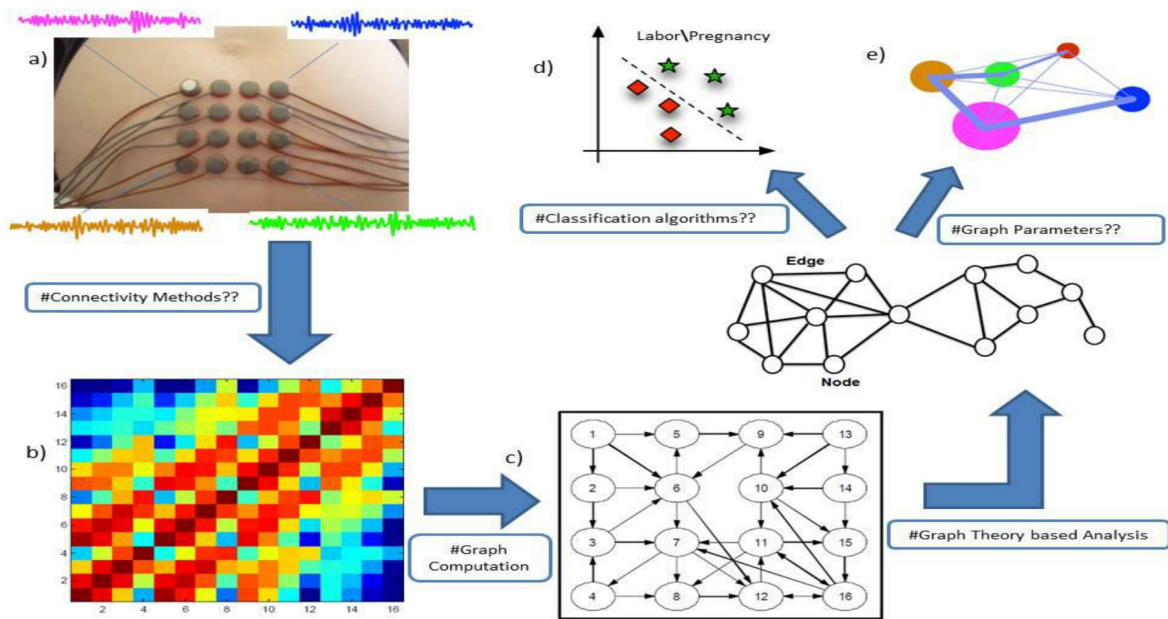 a)
#Connectivity Methods??
b)
16
14
12
10
8
6
4
2
2 4 6 8 10 12 14 16
#Graph
Computation
c)
1 5 9 13
2 6 10 14
3 7 11 15
4 8 12 16
#Graph Theory based Analysis
Edge
Node
#Classification algorithms??
#Graph Parameters??
d)
Labor\Pregnancy
e)